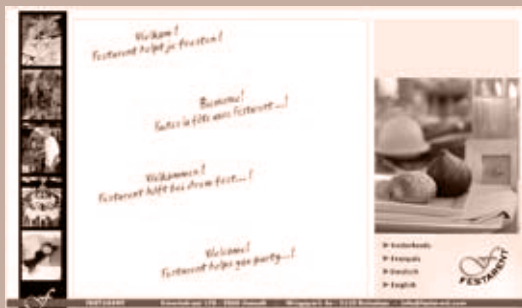 Welkom!
Festarent helpt je feesten!
Bienvenue!
Faites la fête avec Festarent...!
Willkommen!
Festarent hilft bei Ihrem fest...!
Welcome!
Festarent helps you party...!
Nederlands
Français
Deutsch
English
FESTARENT
FESTARENT